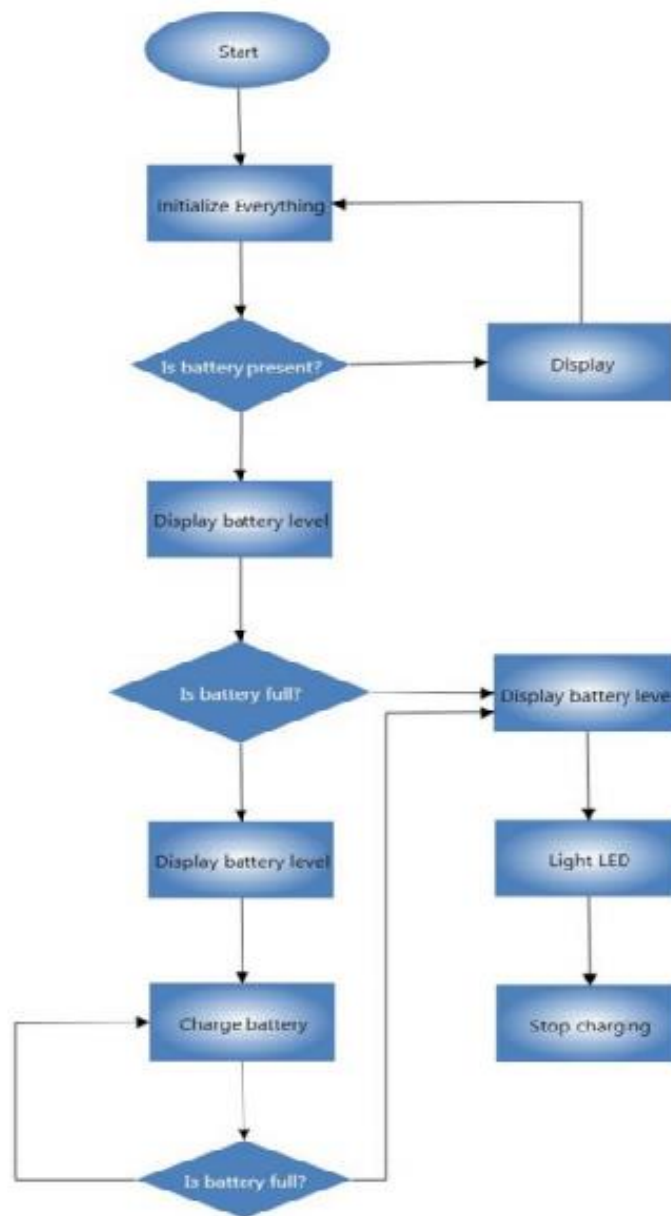 Start
Initialize Everything
Is battery present?
Display
Display battery level
Is battery full?
Display battery level
Display battery level
Light LED
Charge battery
Stop charging
Is battery full?